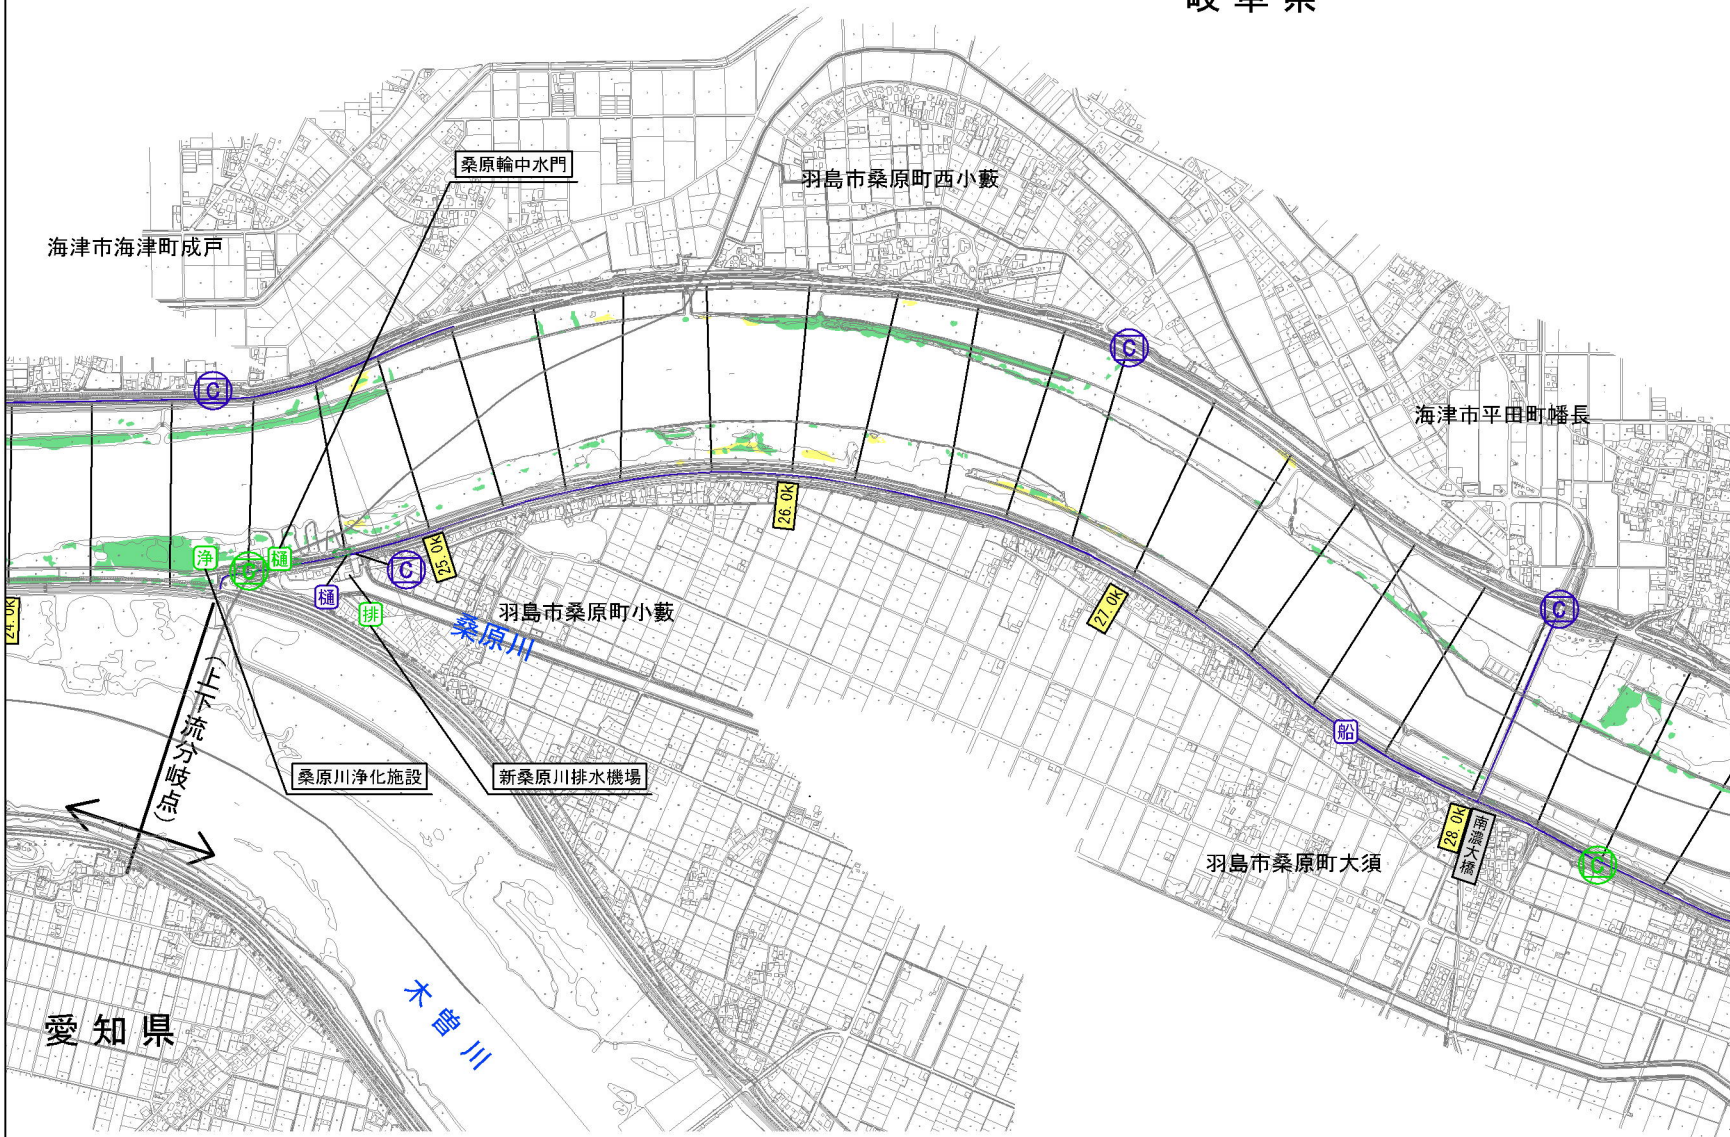 岐阜県
桑原輪中水門
羽島市桑原町西小藪
海津市海津町成戸
C
C
海津市平田町幡長
26.0k
25.0k
浄
C
樋
C
樋
排
24.0k
27.0k
C
羽島市桑原町小藪
桑原川
(上下流分岐点)
船
桑原川浄化施設
新桑原川排水機場
28.0k
南濃大橋
羽島市桑原町大須
C
木曽川
愛知県